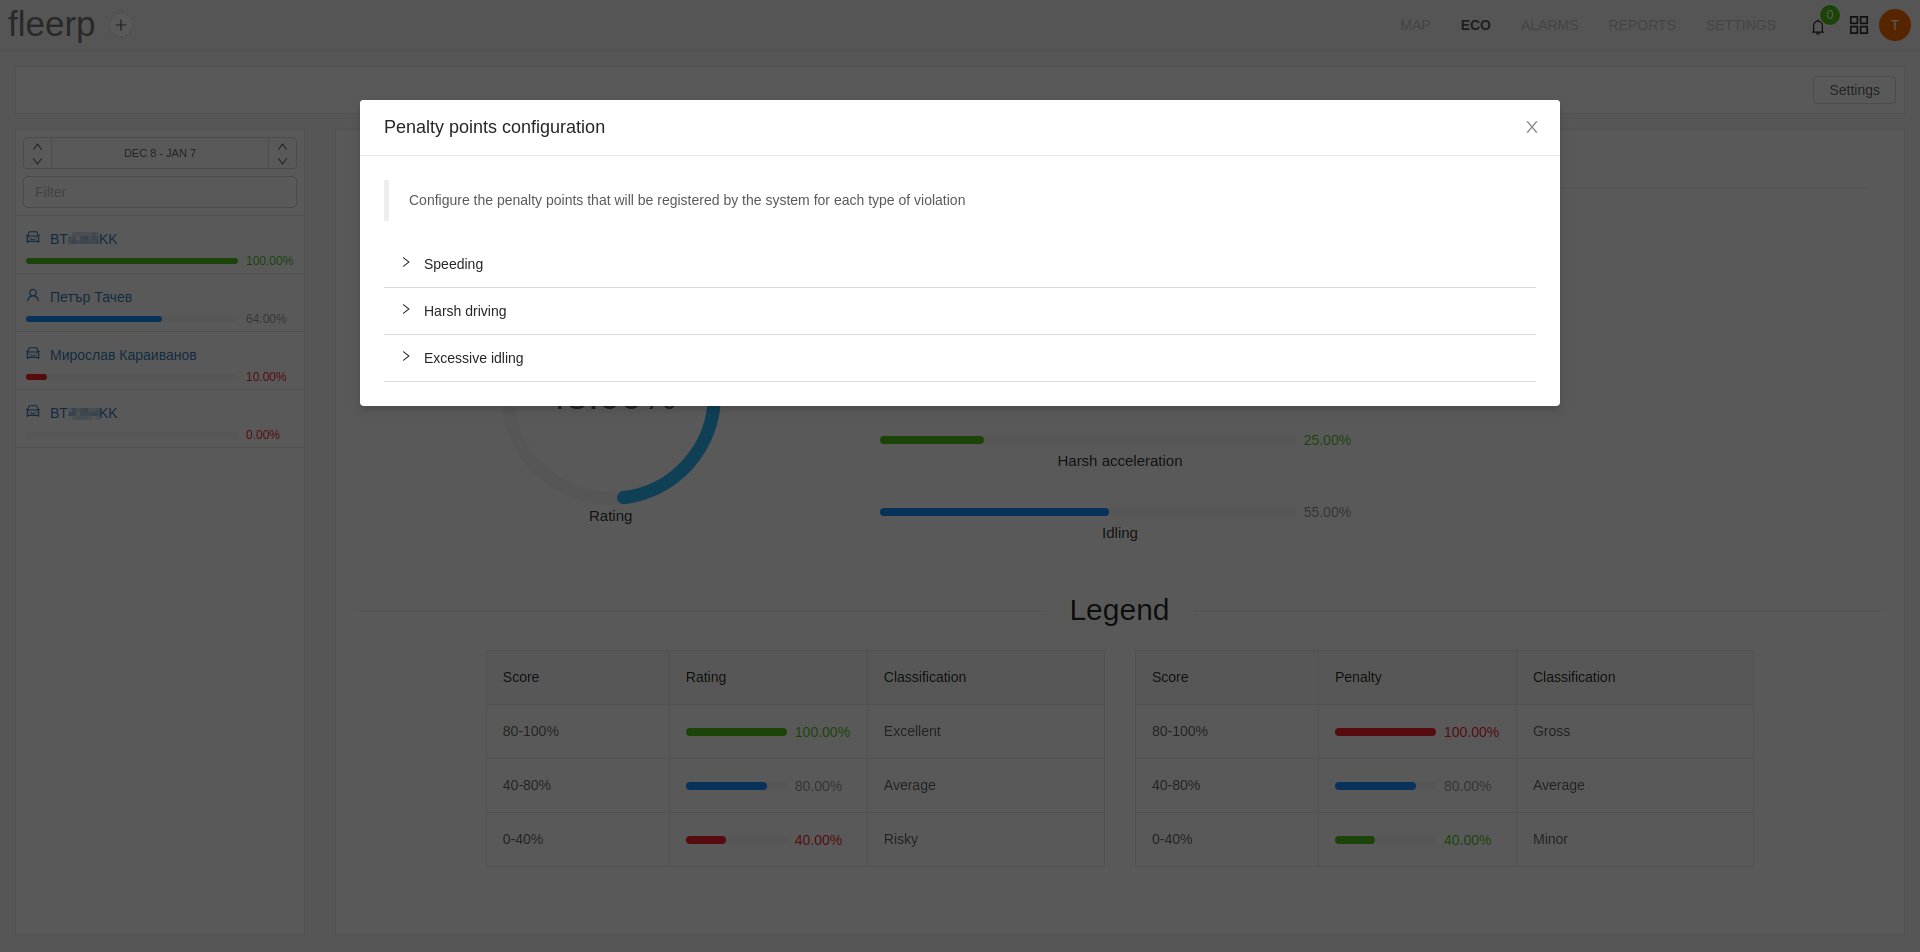 fleerp
MAP ECO ALARMS REPORTS SETTINGS 0 T
Settings
Penalty points configuration
Configure the penalty points that will be registered by the system for each type of violation
Speeding
Harsh driving
Excessive idling
DEC 8 - JAN 7
Filter
BT KK
100.00%
Петър Тачев
64.00%
Мирослав Караиванов
10.00%
BT KK
0.00%
Rating
25.00%
Harsh acceleration
55.00%
Idling
Legend
Score Rating Classification
80-100% 100.00% Excellent
40-80% 80.00% Average
0-40% 40.00% Risky
Score Penalty Classification
80-100% 100.00% Gross
40-80% 80.00% Average
0-40% 40.00% Minor